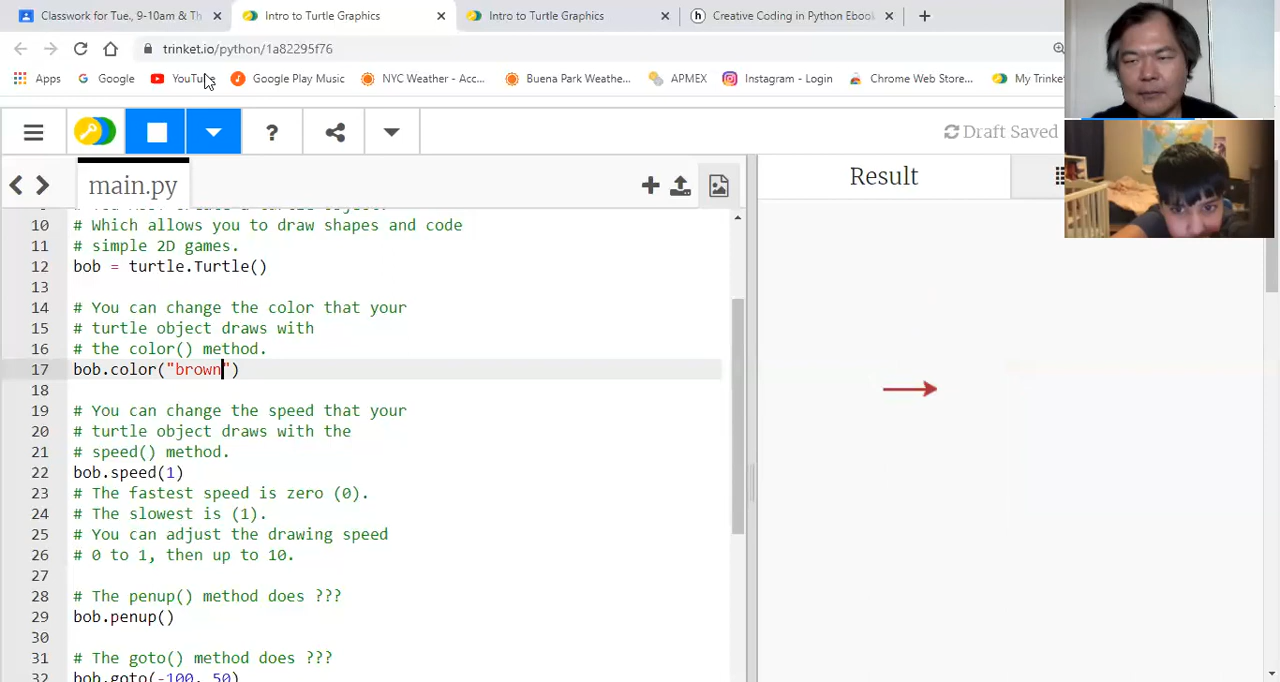 Classwork for Tue., 9-10am & Th
Intro to Turtle Graphics
Intro to Turtle Graphics
Creative Coding in Python Ebook
trinket.io/python/1a82295f76
Apps Google YouTube Google Play Music NYC Weather - Acc... Buena Park Weathe... APMEX Instagram - Login Chrome Web Store... My Trinket
? Draft Saved
main.py
Result
10 # Which allows you to draw shapes and code
11 # simple 2D games.
12 bob = turtle.Turtle()
13
14 # You can change the color that your
15 # turtle object draws with
16 # the color() method.
17 bob.color("brown")
18
19 # You can change the speed that your
20 # turtle object draws with the
21 # speed() method.
22 bob.speed(1)
23 # The fastest speed is zero (0).
24 # The slowest is (1).
25 # You can adjust the drawing speed
26 # 0 to 1, then up to 10.
27
28 # The penup() method does ???
29 bob.penup()
30
31 # The goto() method does ???
32 bob.goto(-100, 50)